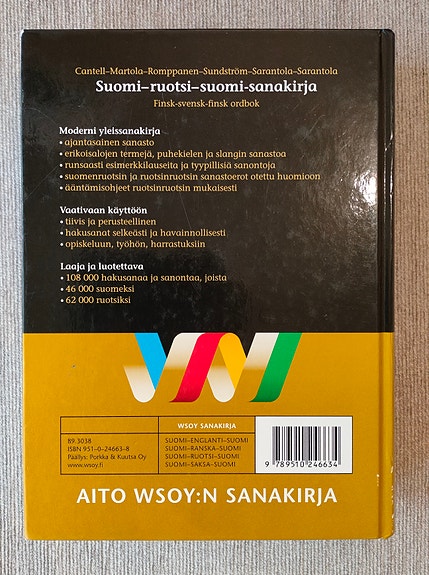 Cantell–Martola–Romppanen–Sundström–Sarantola–Sarantola
Suomi–ruotsi–suomi-sanakirja
Finsk-svensk-finsk ordbok
Moderni yleissanakirja
• ajantasainen sanasto
• erikoisalojen termejä, puhekielen ja slangin sanastoa
• runsaasti esimerkkilauseita ja tyypillisiä sanontoja
• suomenruotsin ja ruotsinruotsin sanastoerot otettu huomioon
• ääntämisohjeet ruotsinruotsin mukaisesti
Vaativaan käyttöön
• tiivis ja perusteellinen
• hakusanat selkeästi ja havainnollisesti
• opiskeluun, työhön, harrastuksiin
Laaja ja luotettava
• 108 000 hakusanaa ja sanontaa, joista
• 46 000 suomeksi
• 62 000 ruotsiksi
WSOY SANAKIRJA
89.3038
ISBN 951-0-24663-8
Päällys: Porkka & Kuutsa Oy
www.wsoy.fi
SUOMI–ENGLANTI–SUOMI
SUOMI–RANSKA–SUOMI
SUOMI–RUOTSI–SUOMI
SUOMI–SAKSA–SUOMI
9 789510 246634
AITO WSOY:N SANAKIRJA